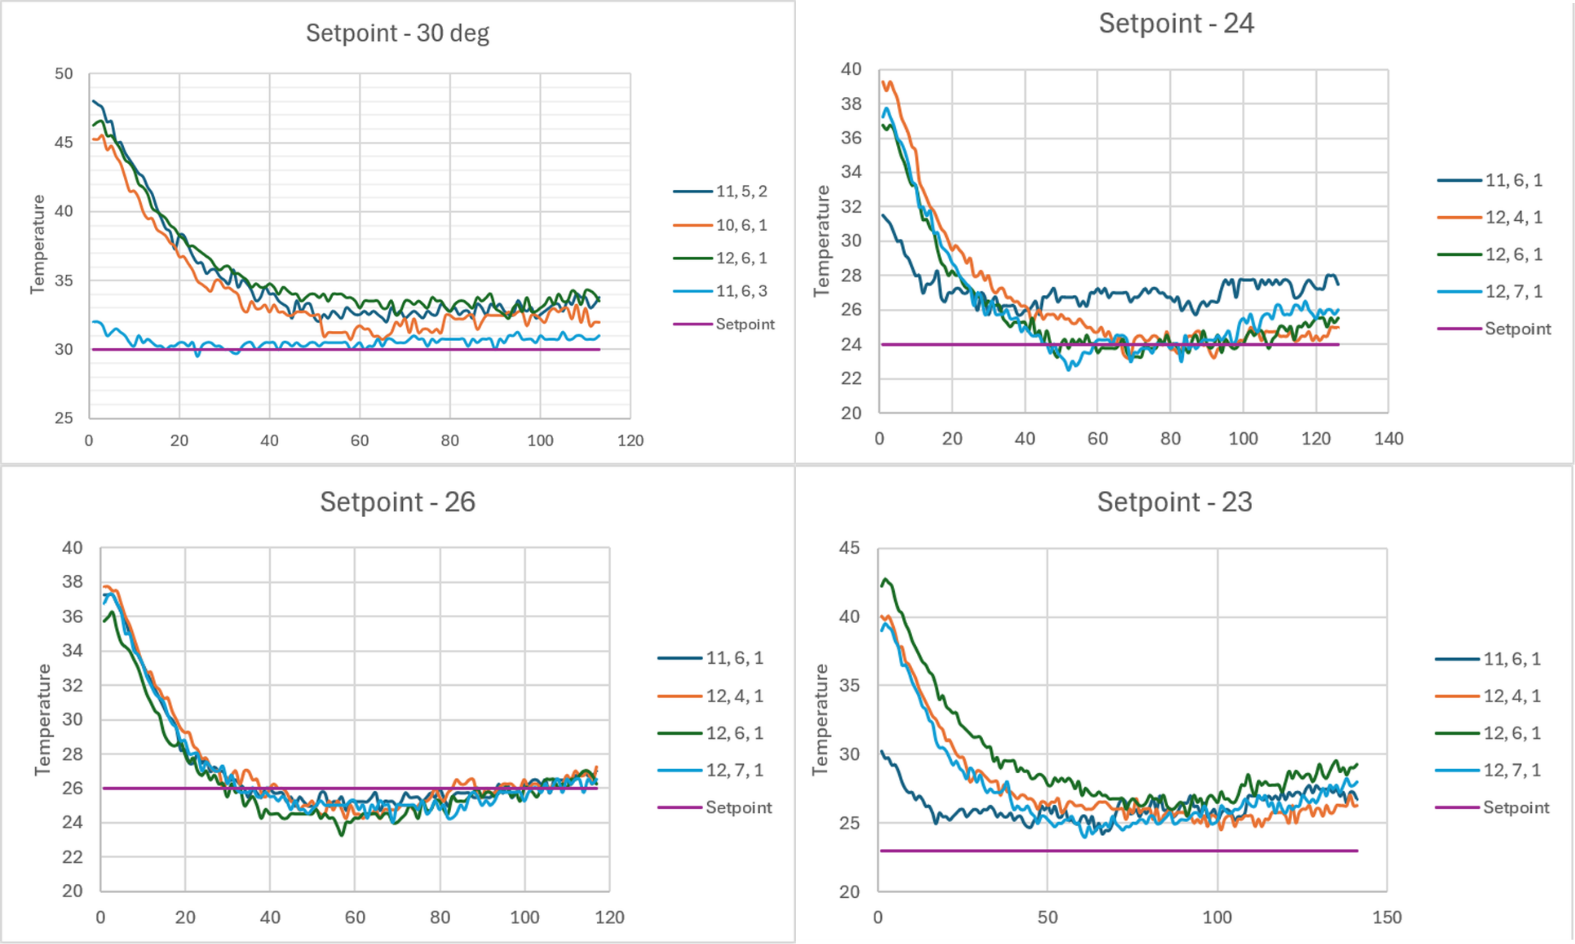 Setpoint - 30 deg
50
45
40
35
30
25
Temperature
0 20 40 60 80 100 120
11, 5, 2
10, 6, 1
12, 6, 1
11, 6, 3
Setpoint
Setpoint - 24
40
38
36
34
32
30
28
26
24
22
20
Temperature
0 20 40 60 80 100 120 140
11, 6, 1
12, 4, 1
12, 6, 1
12, 7, 1
Setpoint
Setpoint - 26
40
38
36
34
32
30
28
26
24
22
20
Temperature
0 20 40 60 80 100 120
11, 6, 1
12, 4, 1
12, 6, 1
12, 7, 1
Setpoint
Setpoint - 23
45
40
35
30
25
20
Temperature
0 50 100 150
11, 6, 1
12, 4, 1
12, 6, 1
12, 7, 1
Setpoint